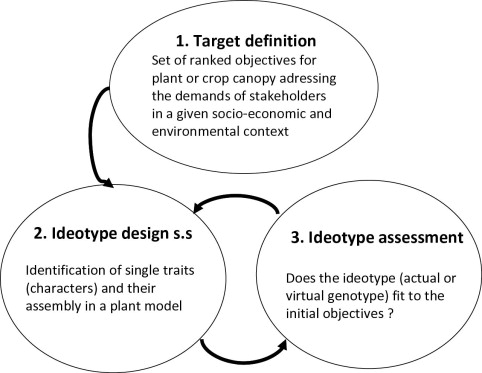 1. Target definition
Set of ranked objectives for
plant or crop canopy adressing
the demands of stakeholders
in a given socio-economic and
environmental context
2. Ideotype design s.s
Identification of single traits
(characters) and their
assembly in a plant model
3. Ideotype assessment
Does the ideotype (actual or
virtual genotype) fit to the
initial objectives ?